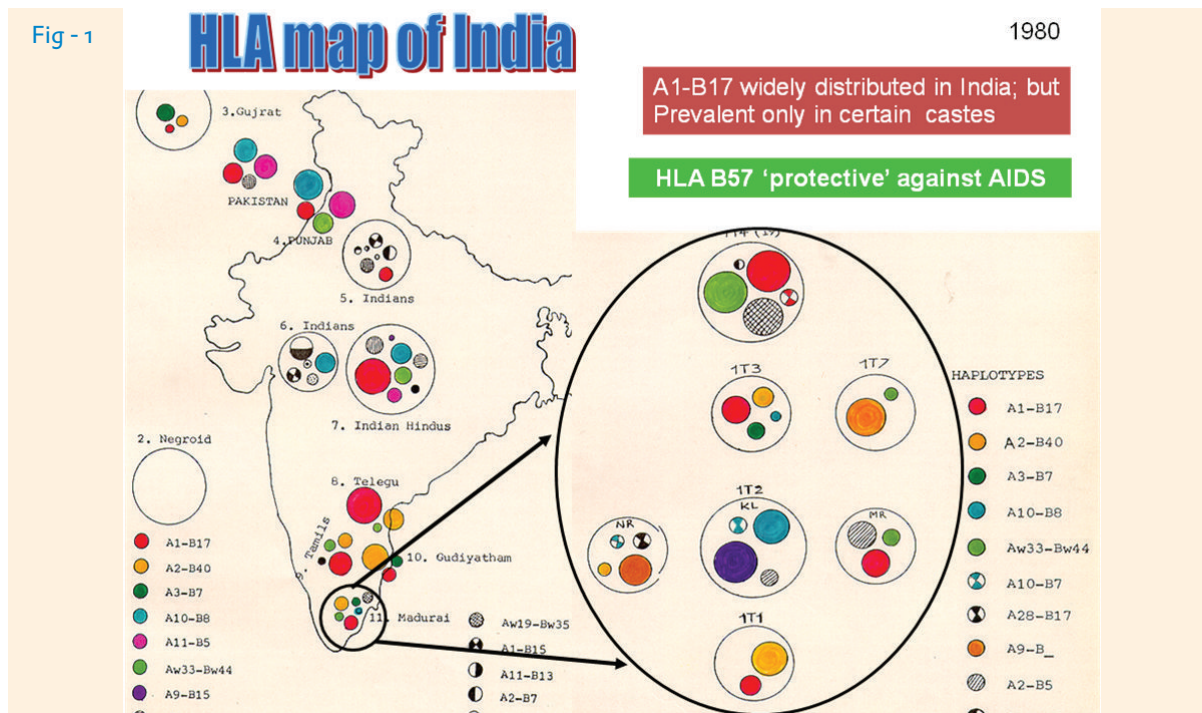 Fig - 1
HLA map of India
1980
A1-B17 widely distributed in India; but
Prevalent only in certain castes
HLA B57 ‘protective’ against AIDS
3.Gujrat
PAKISTAN
4.PUNJAB
5. Indians
6. Indians
7. Indian Hindus
2. Negroid
8. Telegu
9. Tamils
10. Gudiyatham
11. Madurai
A1-B17
A2-B40
A3-B7
A10-B8
A11-B5
Aw33-Bw44
A9-B15
Aw19-Bw35
A1-B15
A11-B13
A2-B7
1T3
1T7
1T2
KL
NR
MR
1T1
HAPLOTYPES
A1-B17
A2-B40
A3-B7
A10-B8
Aw33-Bw44
A10-B7
A28-B17
A9-B_
A2-B5